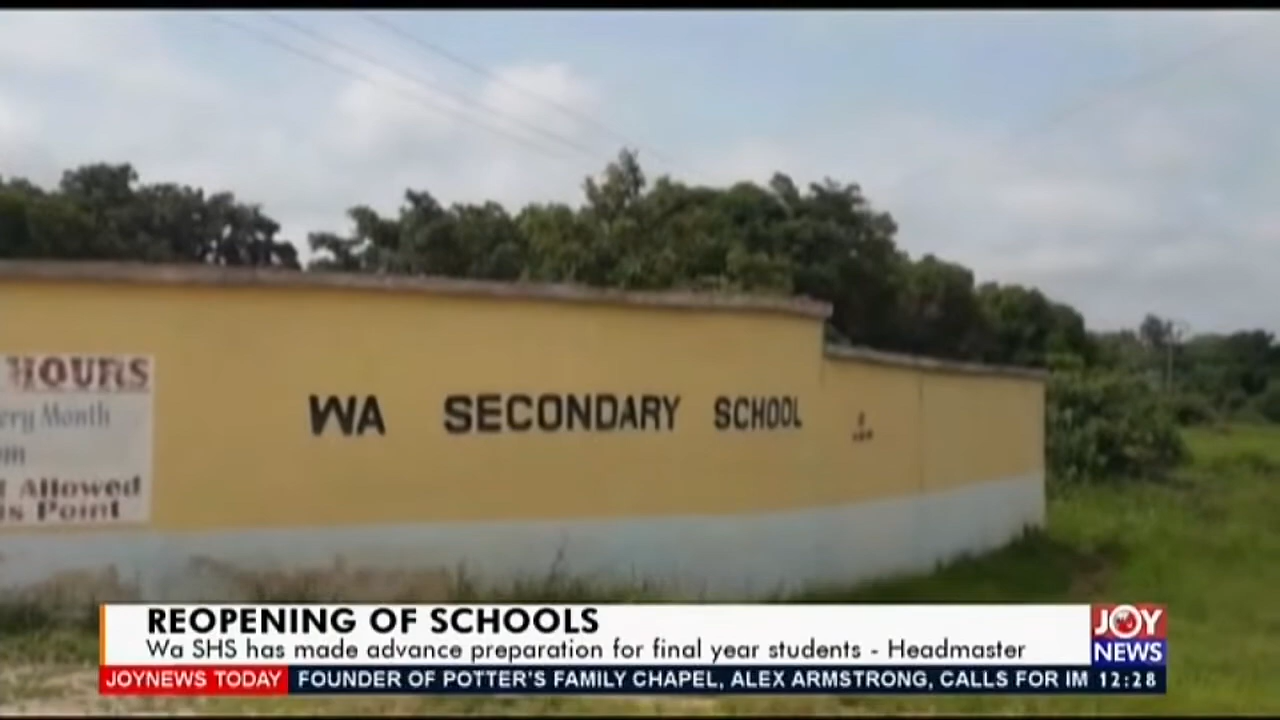 HOURS
ery Month
m
Allowed
is Point
WA SECONDARY SCHOOL
REOPENING OF SCHOOLS
Wa SHS has made advance preparation for final year students - Headmaster
JOY
NEWS
JOYNEWS TODAY FOUNDER OF POTTER'S FAMILY CHAPEL, ALEX ARMSTRONG, CALLS FOR IM 12:28